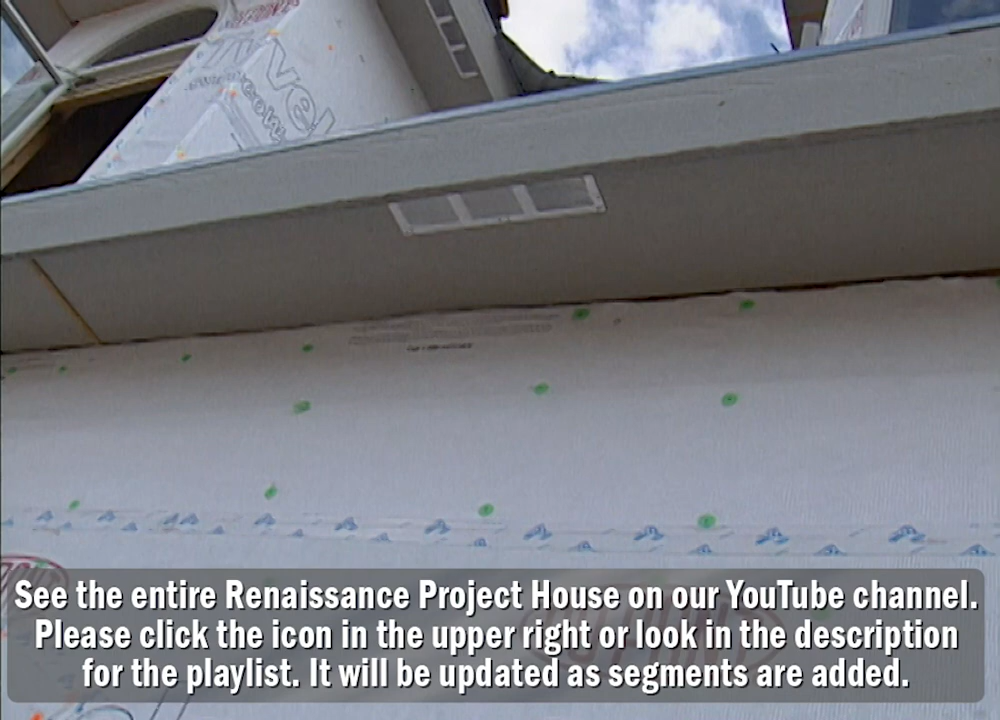 See the entire Renaissance Project House on our YouTube channel.
Please click the icon in the upper right or look in the description
for the playlist. It will be updated as segments are added.